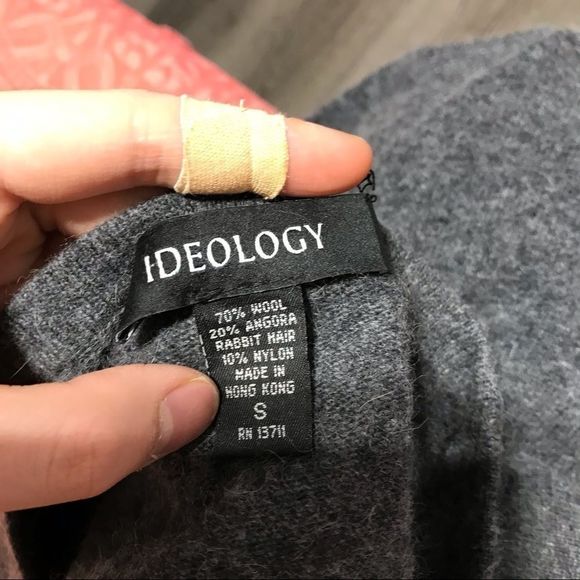 IDEOLOGY
70% WOOL
20% ANGORA
RABBIT HAIR
10% NYLON
MADE IN
HONG KONG
S
RN 13711